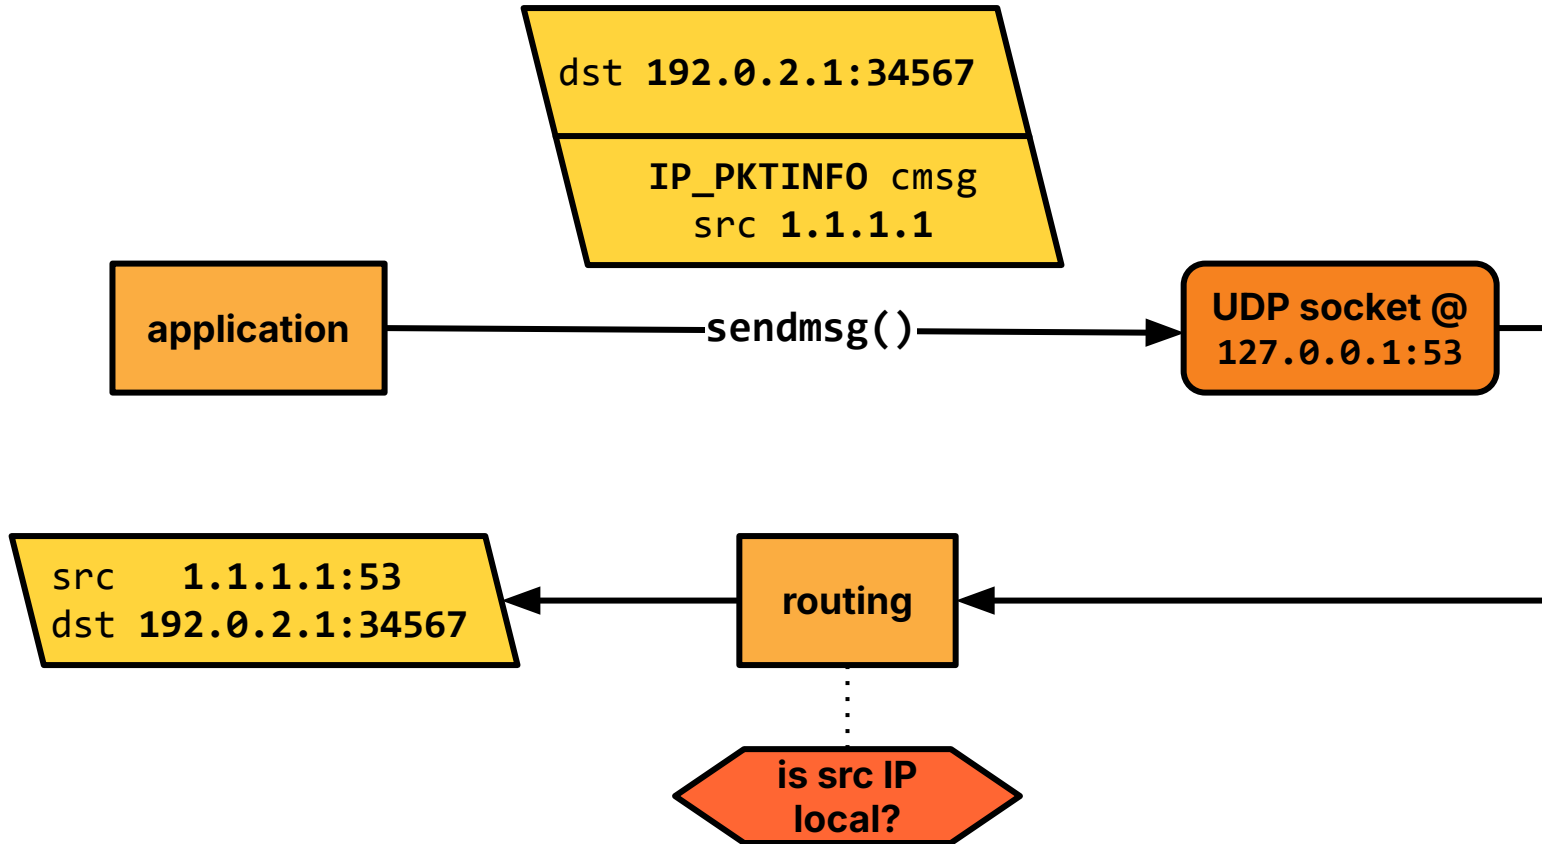 dst 192.0.2.1:34567
IP_PKTINFO cmsg
src 1.1.1.1
application
sendmsg()
UDP socket @
127.0.0.1:53
src 1.1.1.1:53
dst 192.0.2.1:34567
routing
is src IP
local?